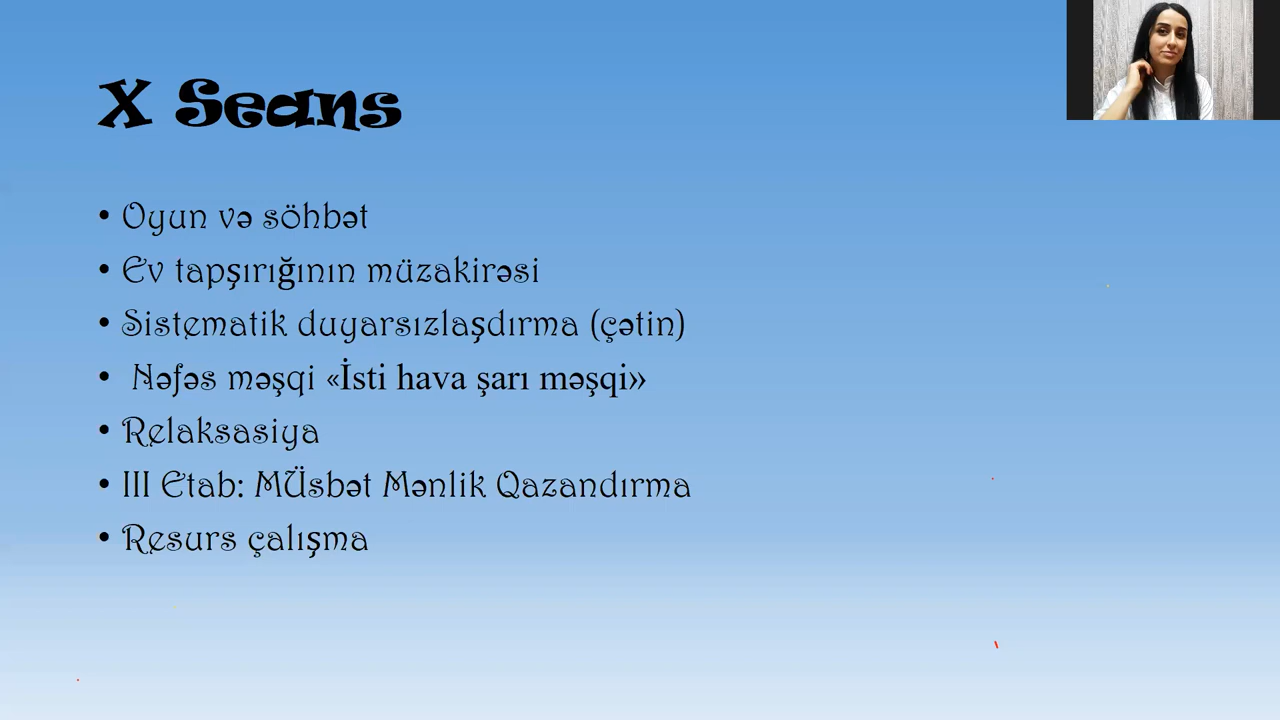 X Seans
• Oyun və söhbət
• Ev tapşırığının müzakirəsi
• Sistematik duyarsızlaşdırma (çətin)
• Nəfəs məşqi «İsti hava şarı məşqi»
• Relaksasiya
• III Etab: MÜsbət Mənlik Qazandırma
• Resurs çalışma